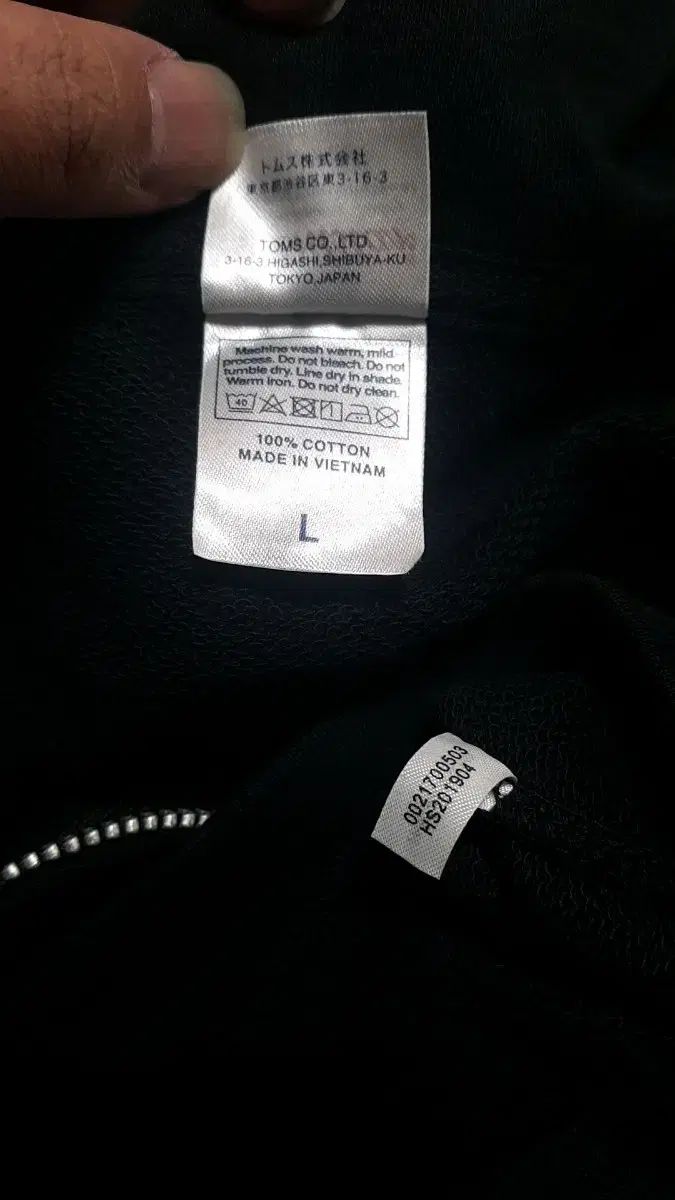 トムス株式会社
東京都渋谷区東3-16-3
TOMS CO.,LTD.
3-16-3 HIGASHI,SHIBUYA-KU
TOKYO,JAPAN
Machine wash warm, mild
process. Do not bleach. Do not
tumble dry. Line dry in shade.
Warm iron. Do not dry clean.
40
100% COTTON
MADE IN VIETNAM
L
0021700503
HS201904